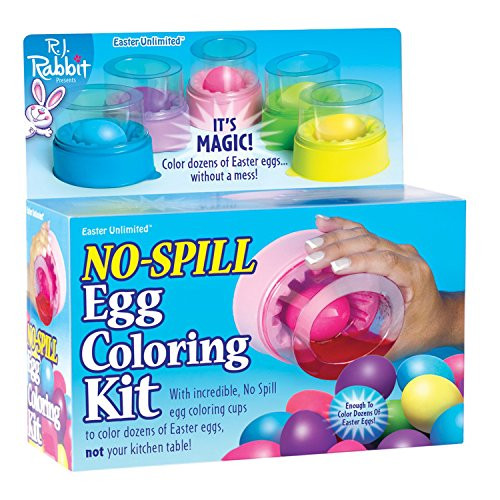 R.J.
Rabbit
Presents
Easter Unlimited™
IT'S
MAGIC!
Color dozens of Easter eggs...
without a mess!
Easter Unlimited™
NO-SPILL
Egg
Coloring
Kit
With incredible, No Spill
egg coloring cups
to color dozens of Easter eggs,
not your kitchen table!
Enough To
Color Dozens Of
Easter Eggs!
NO-SPILL
Egg
Coloring
Kit